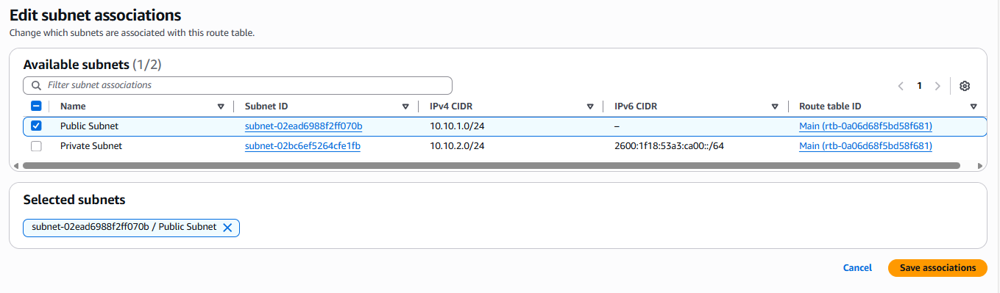 Edit subnet associations
Change which subnets are associated with this route table.
Available subnets (1/2)
Filter subnet associations
1
Name Subnet ID IPv4 CIDR IPv6 CIDR Route table ID
Public Subnet subnet-02ead6988f2ff070b 10.10.1.0/24 – Main (rtb-0a06d68f5bd58f681)
Private Subnet subnet-02bc6ef5264cfe1fb 10.10.2.0/24 2600:1f18:53a3:ca00::/64 Main (rtb-0a06d68f5bd58f681)
Selected subnets
subnet-02ead6988f2ff070b / Public Subnet
Cancel Save associations